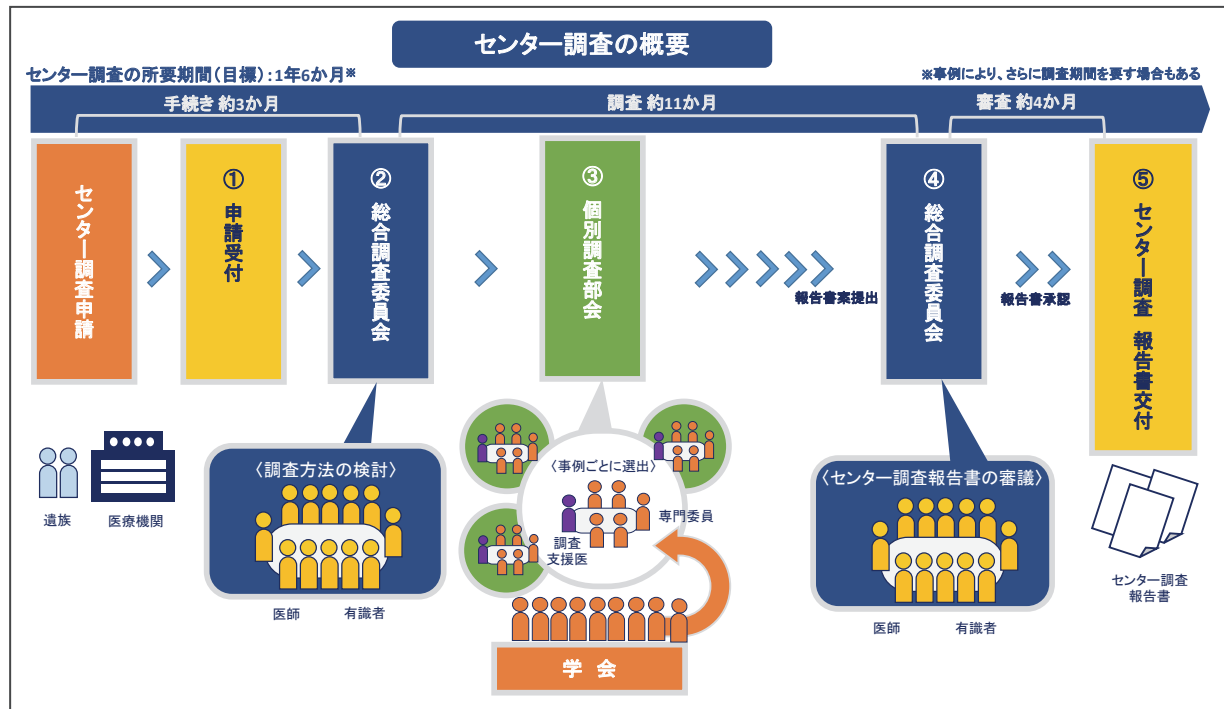 センター調査の概要
センター調査の所要期間(目標):1年6か月※
※事例により、さらに調査期間を要す場合もある
手続き 約3か月
調査 約11か月
審査 約4か月
センター調査申請
① 申請受付
② 総合調査委員会
③ 個別調査部会
④ 総合調査委員会
⑤ センター調査 報告書交付
報告書案提出
報告書承認
遺族
医療機関
〈調査方法の検討〉
医師
有識者
〈事例ごとに選出〉
専門委員
調査
支援医
学 会
〈センター調査報告書の審議〉
医師
有識者
センター調査
報告書